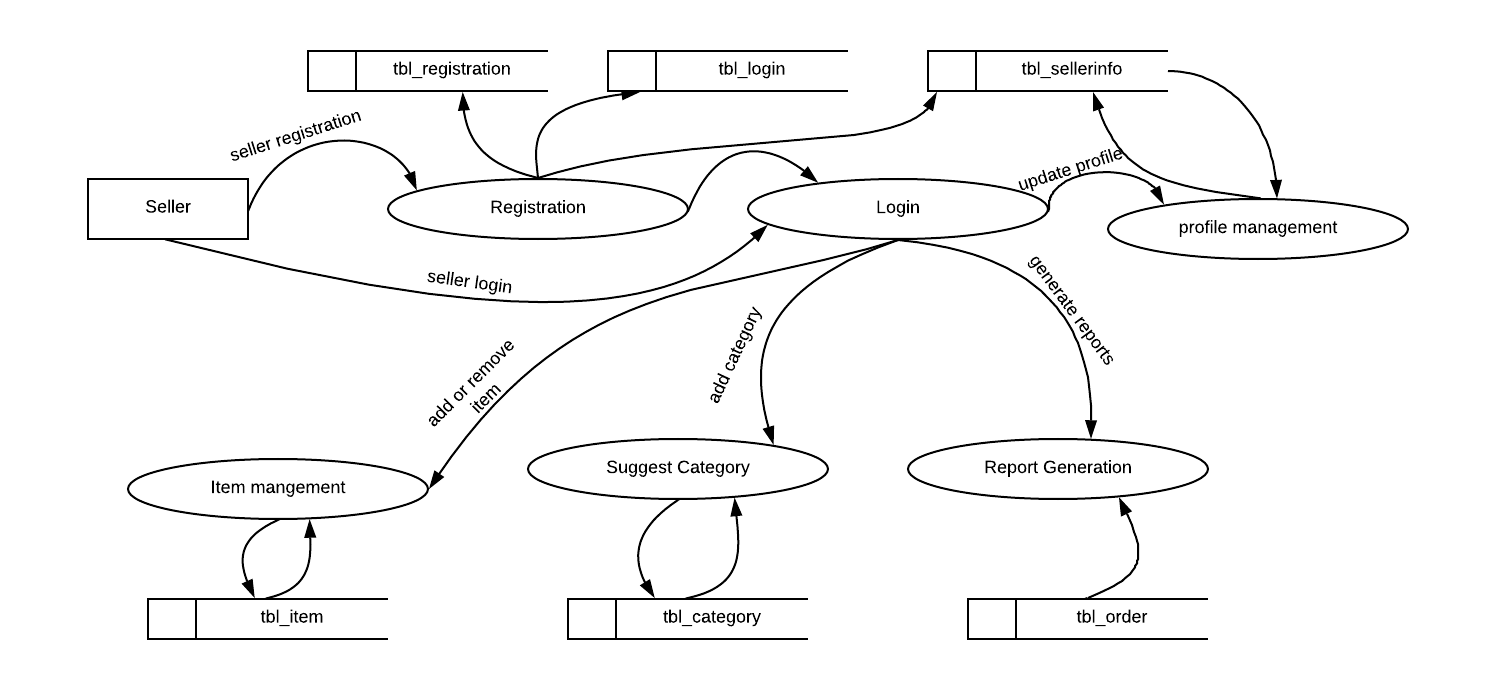 tbl_registration
tbl_login
tbl_sellerinfo
seller registration
update profile
Seller
Registration
Login
profile management
seller login
generate reports
add category
add or remove
item
Item mangement
Suggest Category
Report Generation
tbl_item
tbl_category
tbl_order